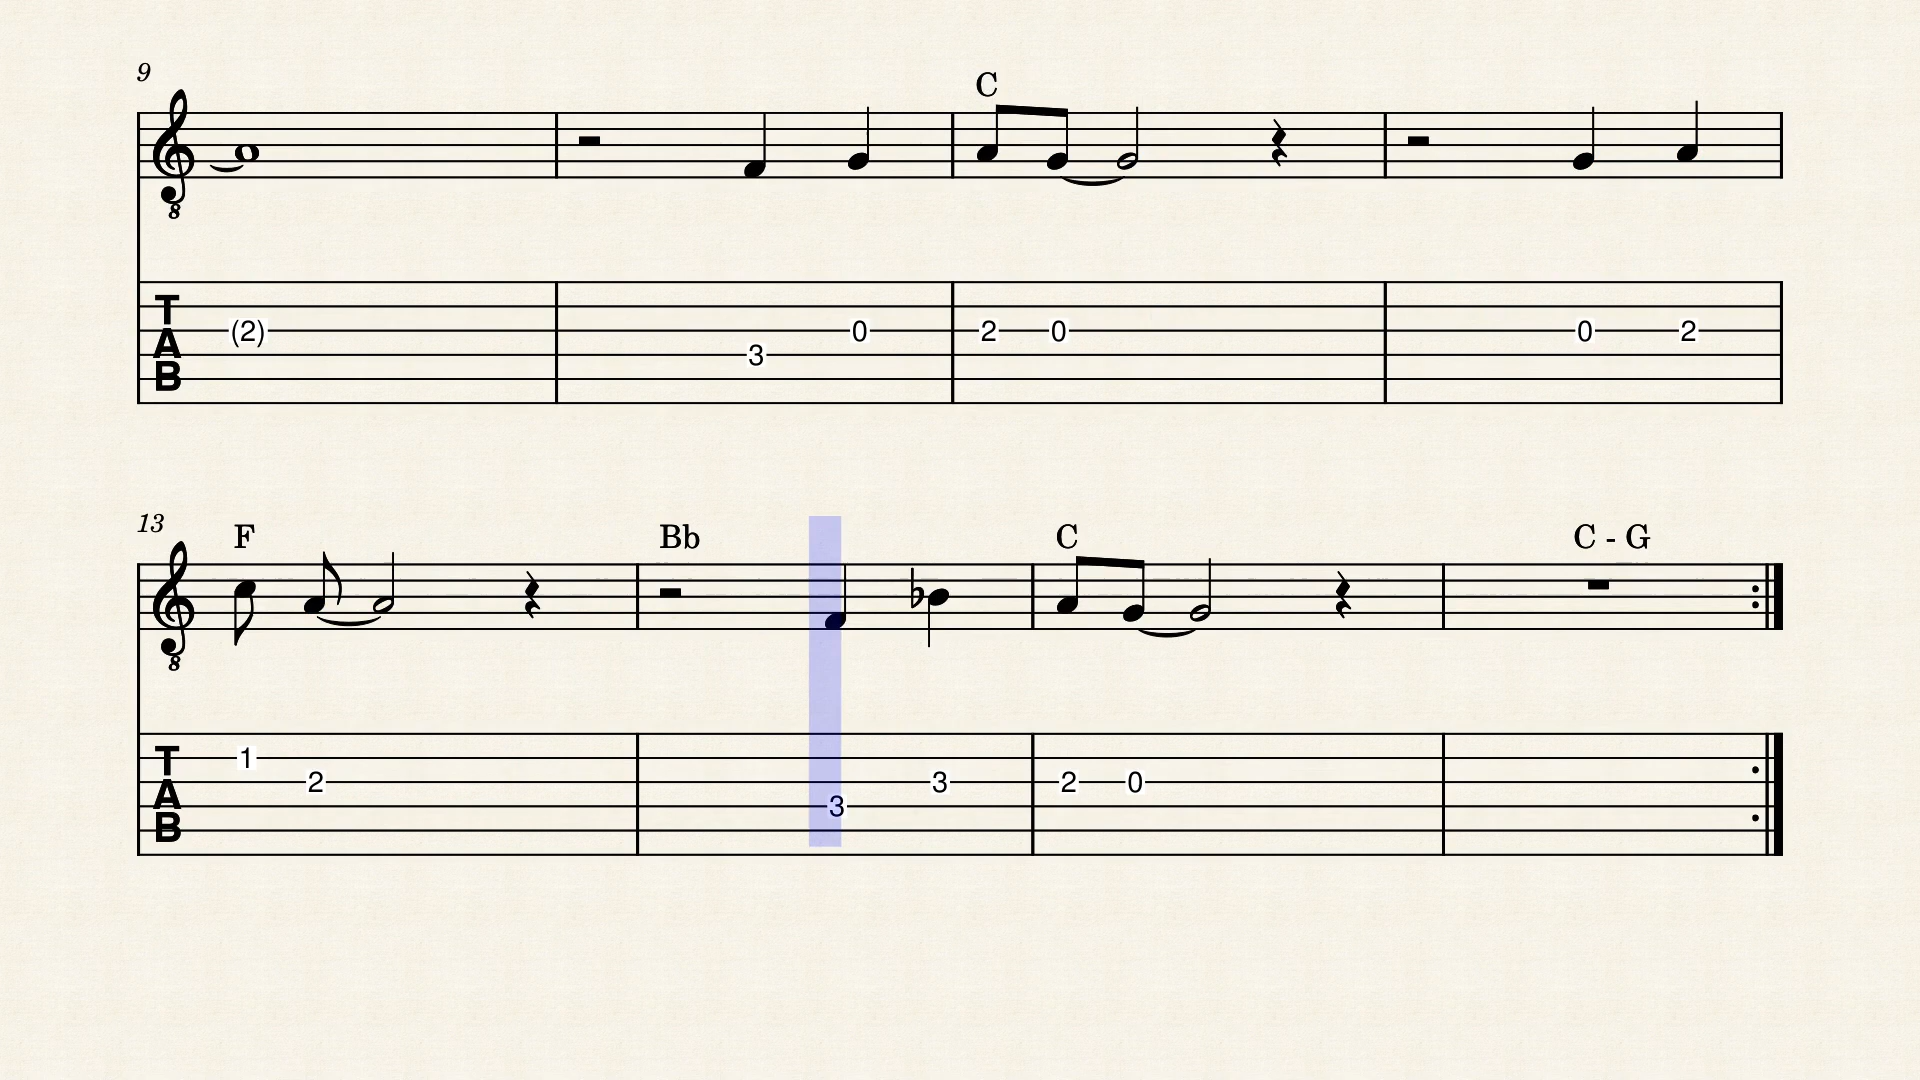 9
C
8
T
A
B
(2) 3 0 2 0 0 2
13
F Bb C C - G
8
T
A
B
1 2 3 3 2 0